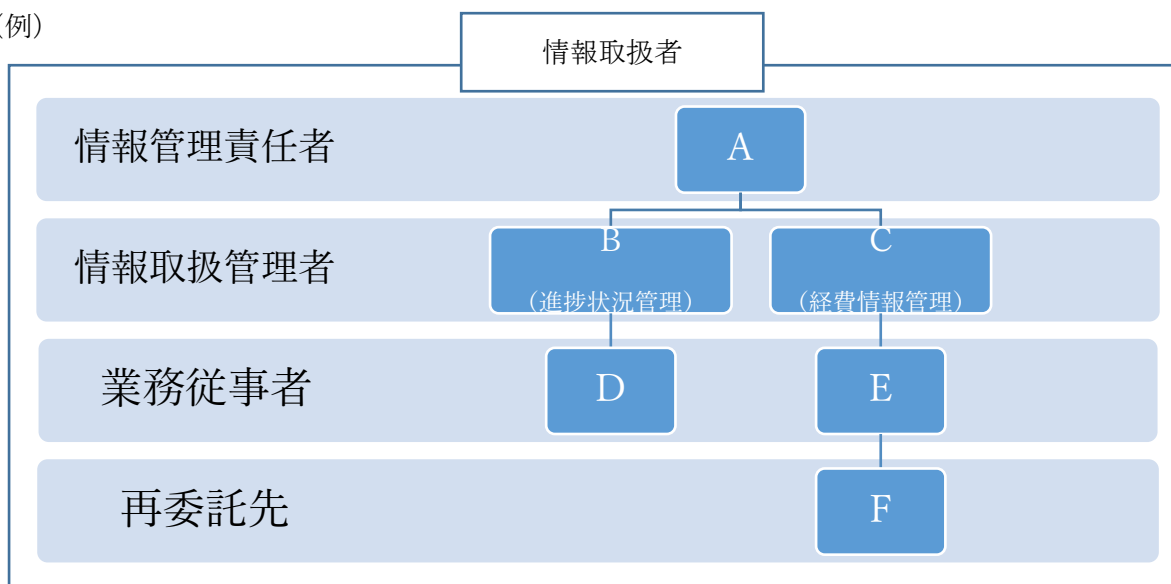 （例）
情報取扱者
情報管理責任者
A
情報取扱管理者
B
（進捗状況管理）
C
（経費情報管理）
業務従事者
D
E
再委託先
F